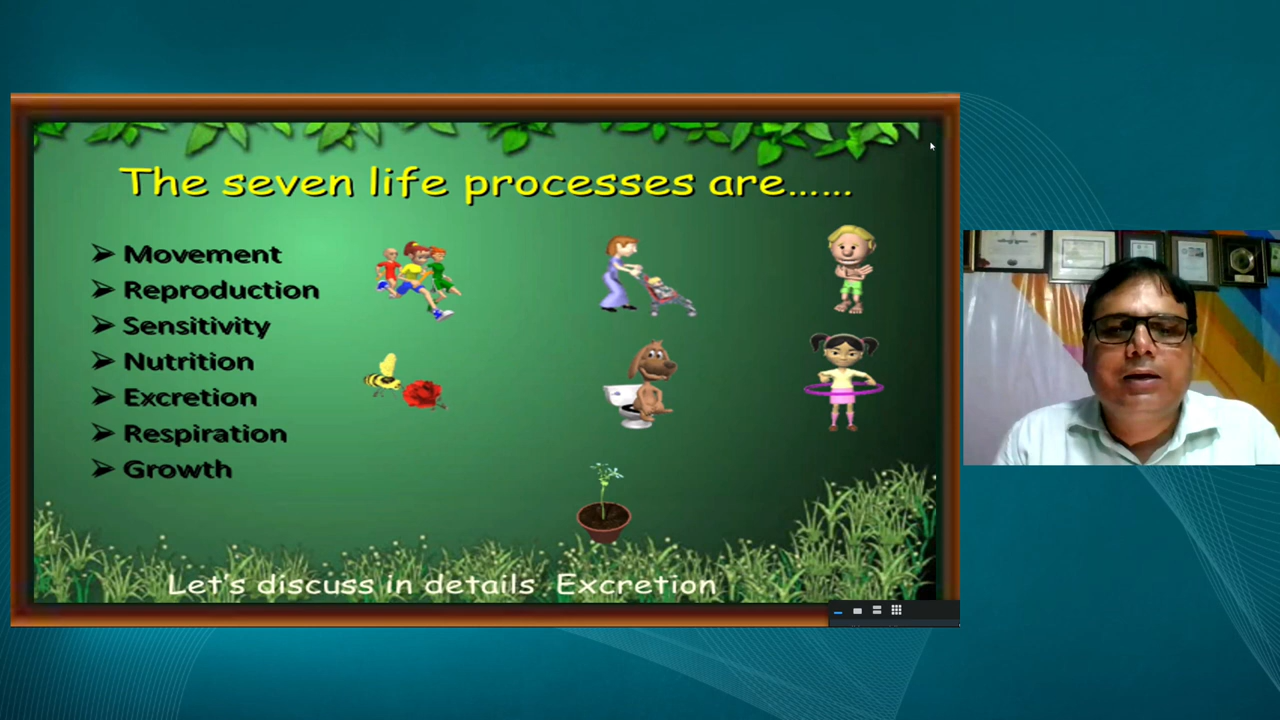 The seven life processes are......
➢ Movement
➢ Reproduction
➢ Sensitivity
➢ Nutrition
➢ Excretion
➢ Respiration
➢ Growth
Let's discuss in details Excretion